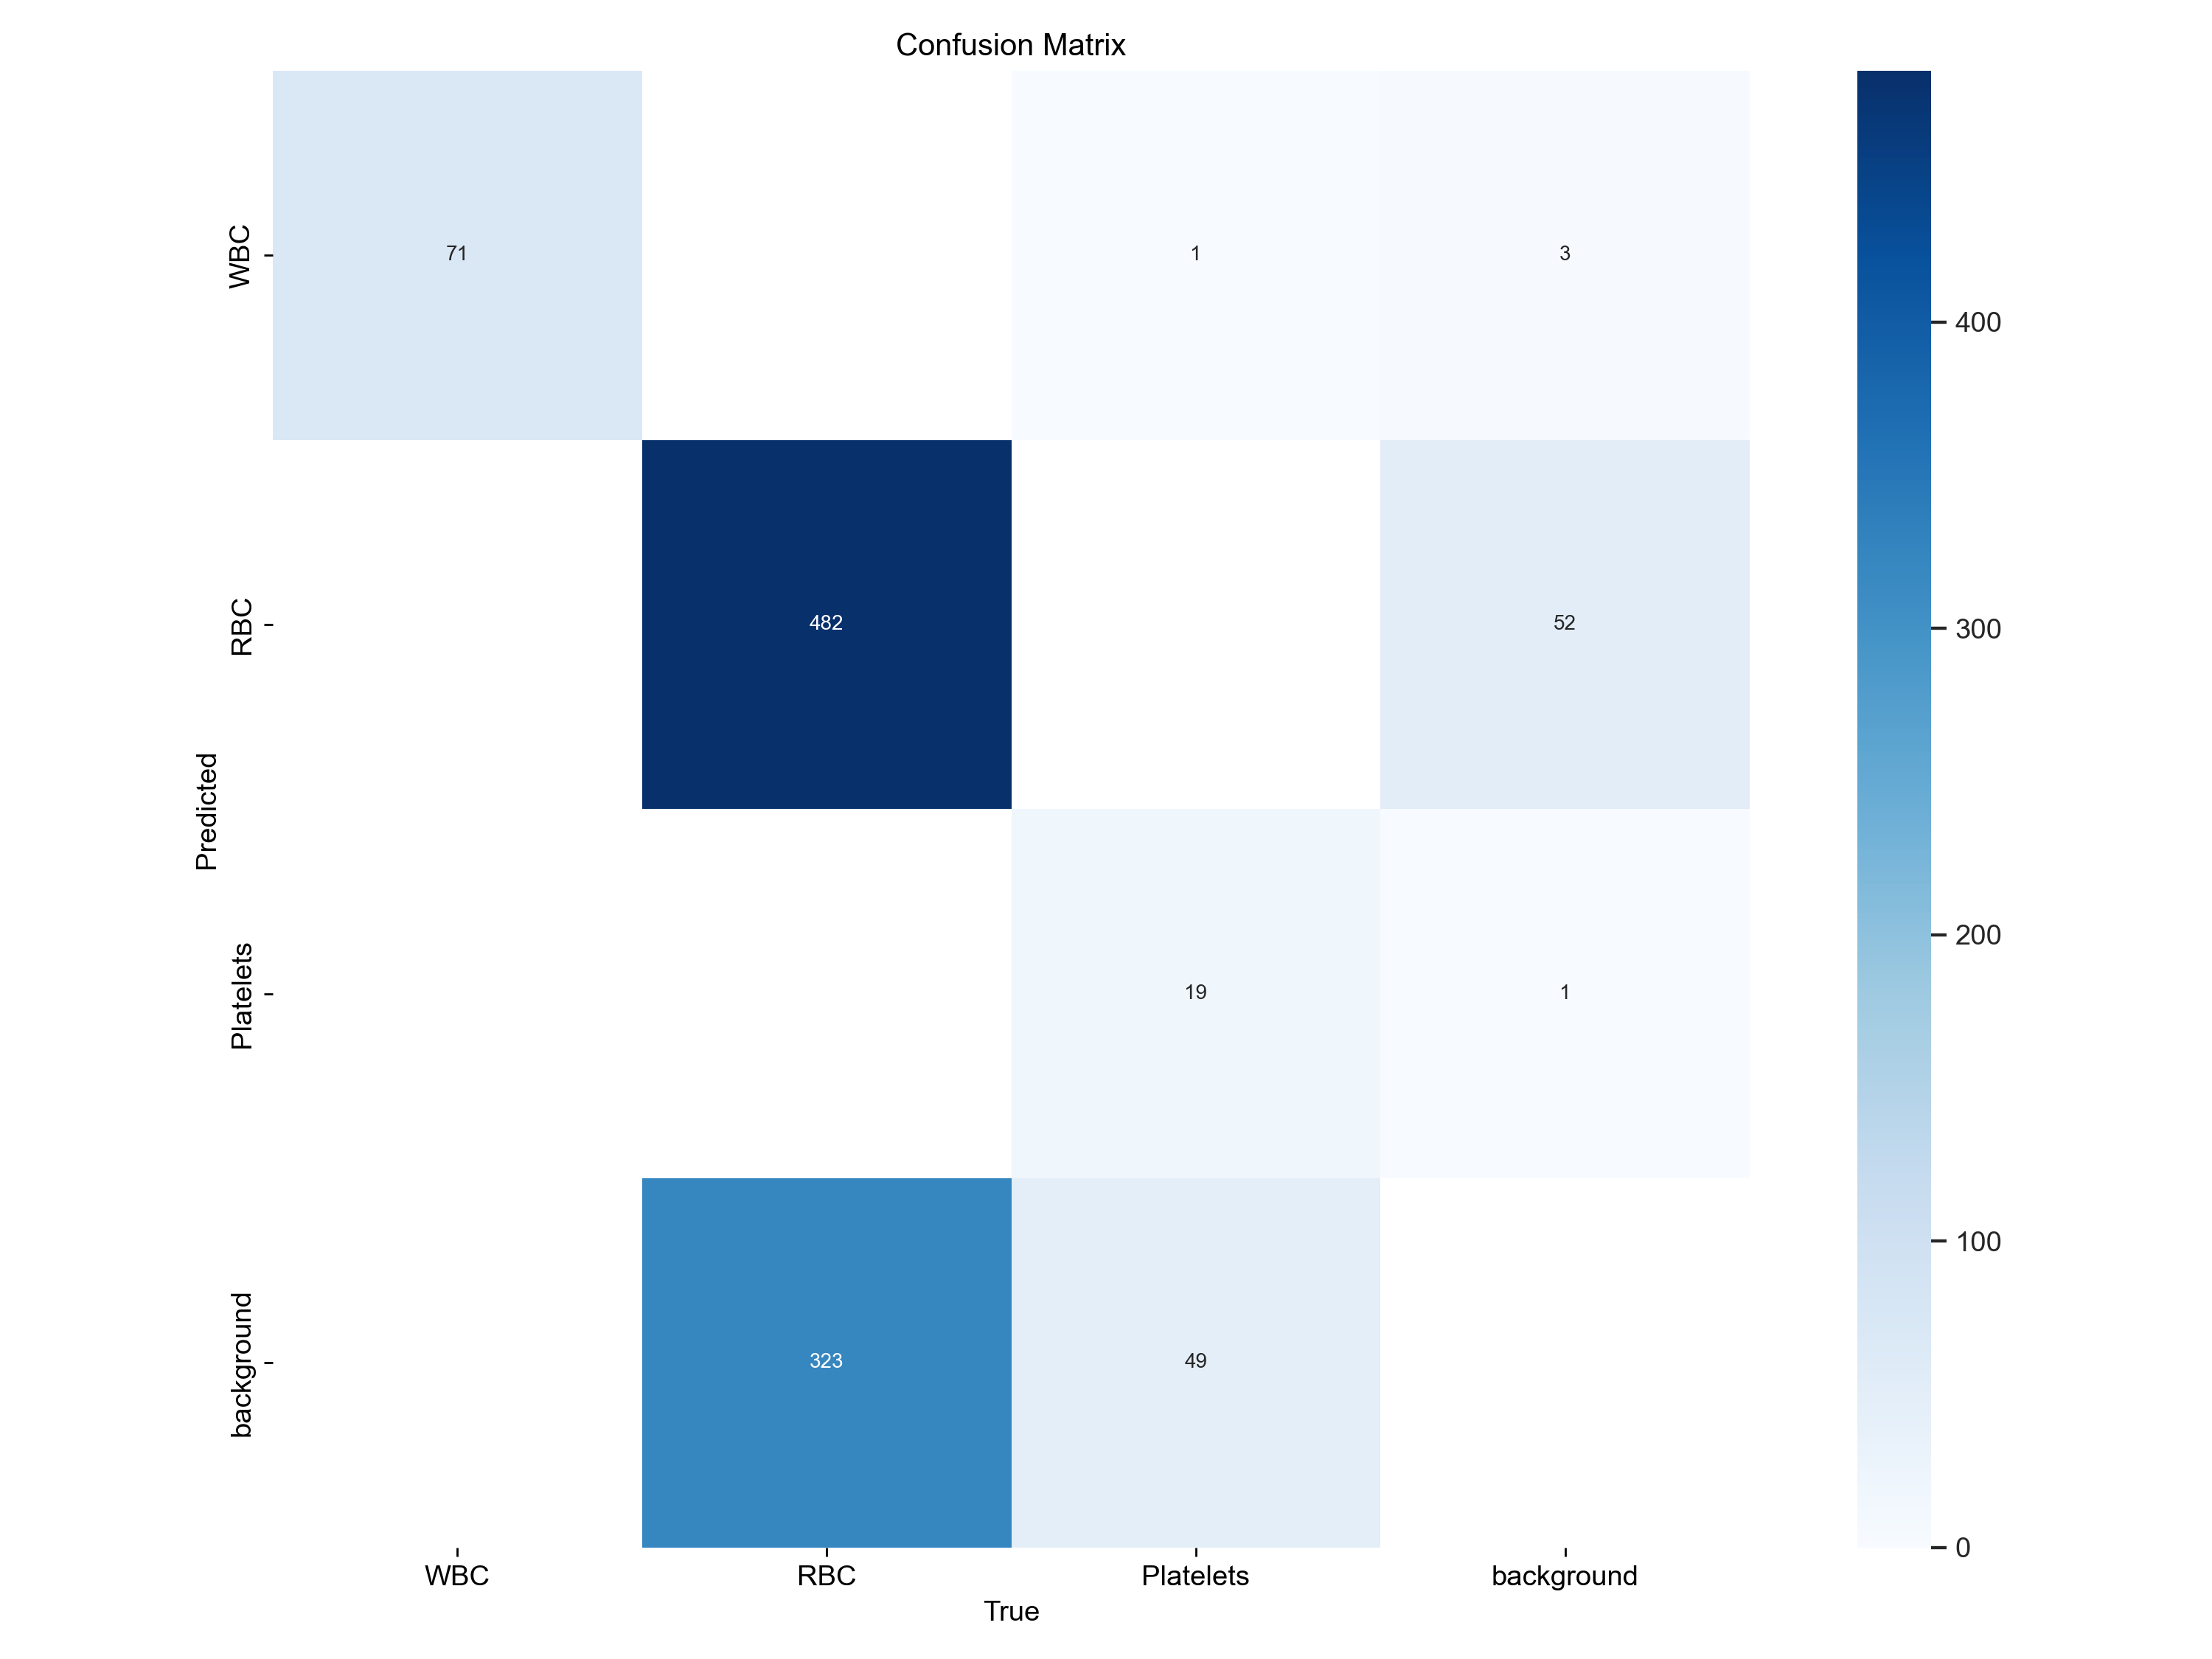 Confusion Matrix
WBC
71
1
3
RBC
482
52
Platelets
19
1
background
323
49
Predicted
WBC
RBC
Platelets
background
True
400
300
200
100
0